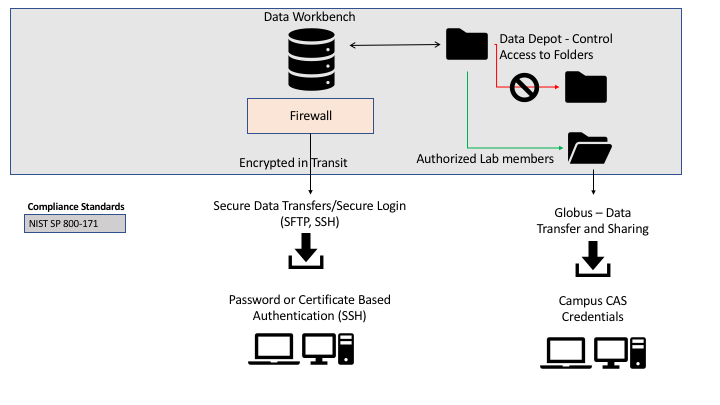 Data Workbench
Data Depot - Control
Access to Folders
Firewall
Encrypted in Transit
Authorized Lab members
Compliance Standards
NIST SP 800-171
Secure Data Transfers/Secure Login
(SFTP, SSH)
Globus – Data
Transfer and Sharing
Password or Certificate Based
Authentication (SSH)
Campus CAS
Credentials